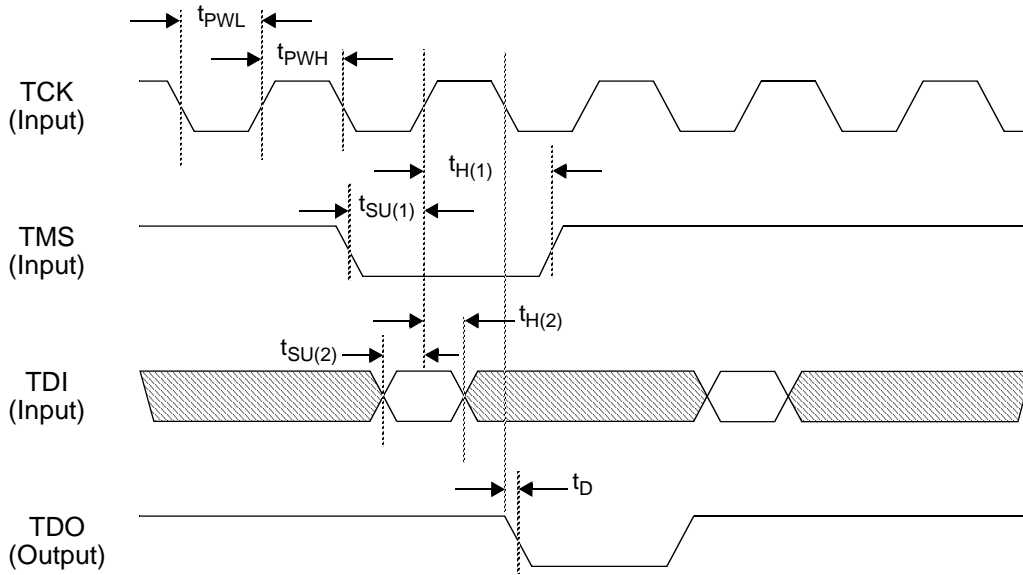 tPWL
tPWH
TCK
(Input)
tH(1)
tSU(1)
TMS
(Input)
tH(2)
tSU(2)
TDI
(Input)
tD
TDO
(Output)